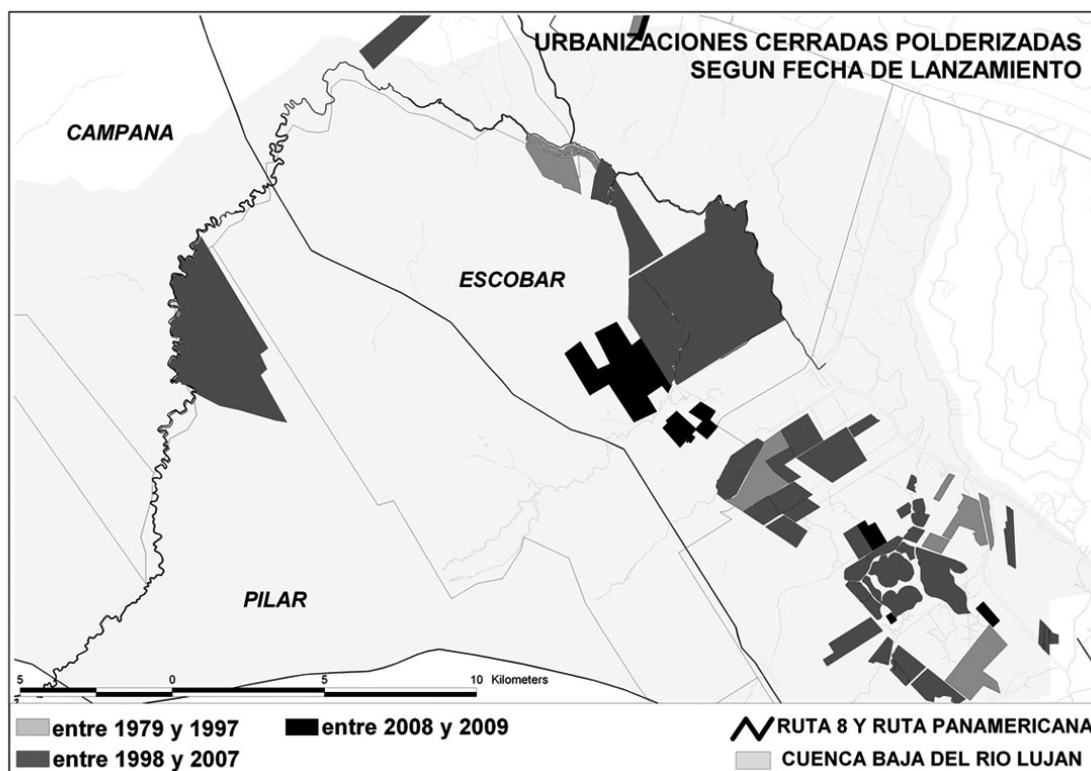 URBANIZACIONES CERRADAS POLDERIZADAS
SEGUN FECHA DE LANZAMIENTO
CAMPANA
ESCOBAR
PILAR
5 0 5 10 Kilometers
entre 1979 y 1997
entre 2008 y 2009
RUTA 8 Y RUTA PANAMERICANA
entre 1998 y 2007
CUENCA BAJA DEL RIO LUJAN